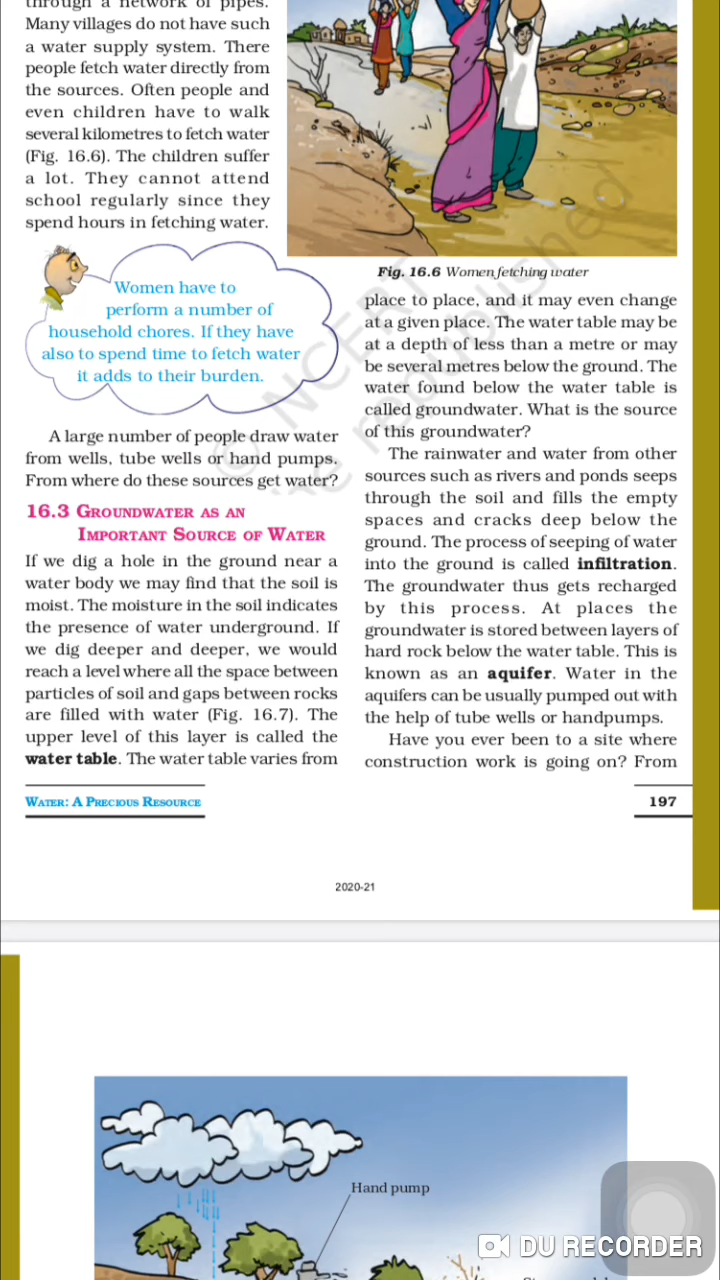 through a network of pipes.
Many villages do not have such
a water supply system. There
people fetch water directly from
the sources. Often people and
even children have to walk
several kilometres to fetch water
(Fig. 16.6). The children suffer
a lot. They cannot attend
school regularly since they
spend hours in fetching water.
Women have to
perform a number of
household chores. If they have
also to spend time to fetch water
it adds to their burden.
A large number of people draw water
from wells, tube wells or hand pumps.
From where do these sources get water?
16.3 GROUNDWATER AS AN
IMPORTANT SOURCE OF WATER
If we dig a hole in the ground near a
water body we may find that the soil is
moist. The moisture in the soil indicates
the presence of water underground. If
we dig deeper and deeper, we would
reach a level where all the space between
particles of soil and gaps between rocks
are filled with water (Fig. 16.7). The
upper level of this layer is called the
water table. The water table varies from
Fig. 16.6 Women fetching water
place to place, and it may even change
at a given place. The water table may be
at a depth of less than a metre or may
be several metres below the ground. The
water found below the water table is
called groundwater. What is the source
of this groundwater?
The rainwater and water from other
sources such as rivers and ponds seeps
through the soil and fills the empty
spaces and cracks deep below the
ground. The process of seeping of water
into the ground is called infiltration.
The groundwater thus gets recharged
by this process. At places the
groundwater is stored between layers of
hard rock below the water table. This is
known as an aquifer. Water in the
aquifers can be usually pumped out with
the help of tube wells or handpumps.
Have you ever been to a site where
construction work is going on? From
© NCERT
republished
WATER: A PRECIOUS RESOURCE
197
2020-21
Hand pump
DU RECORDER